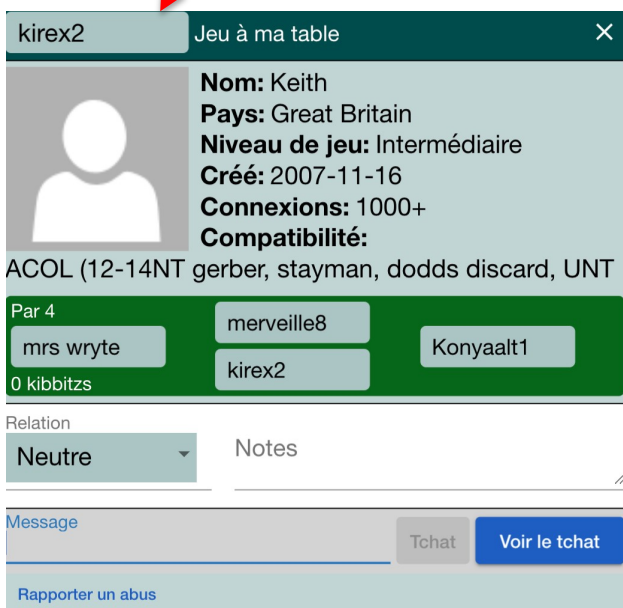 kirex2 Jeu à ma table
Nom: Keith
Pays: Great Britain
Niveau de jeu: Intermédiaire
Créé: 2007-11-16
Connexions: 1000+
Compatibilité:
ACOL (12-14NT gerber, stayman, dodds discard, UNT
Par 4
mrs wryte
0 kibbitzs
merveille8
kirex2
Konyaalt1
Relation
Neutre
Notes
Message
Tchat
Voir le tchat
Rapporter un abus